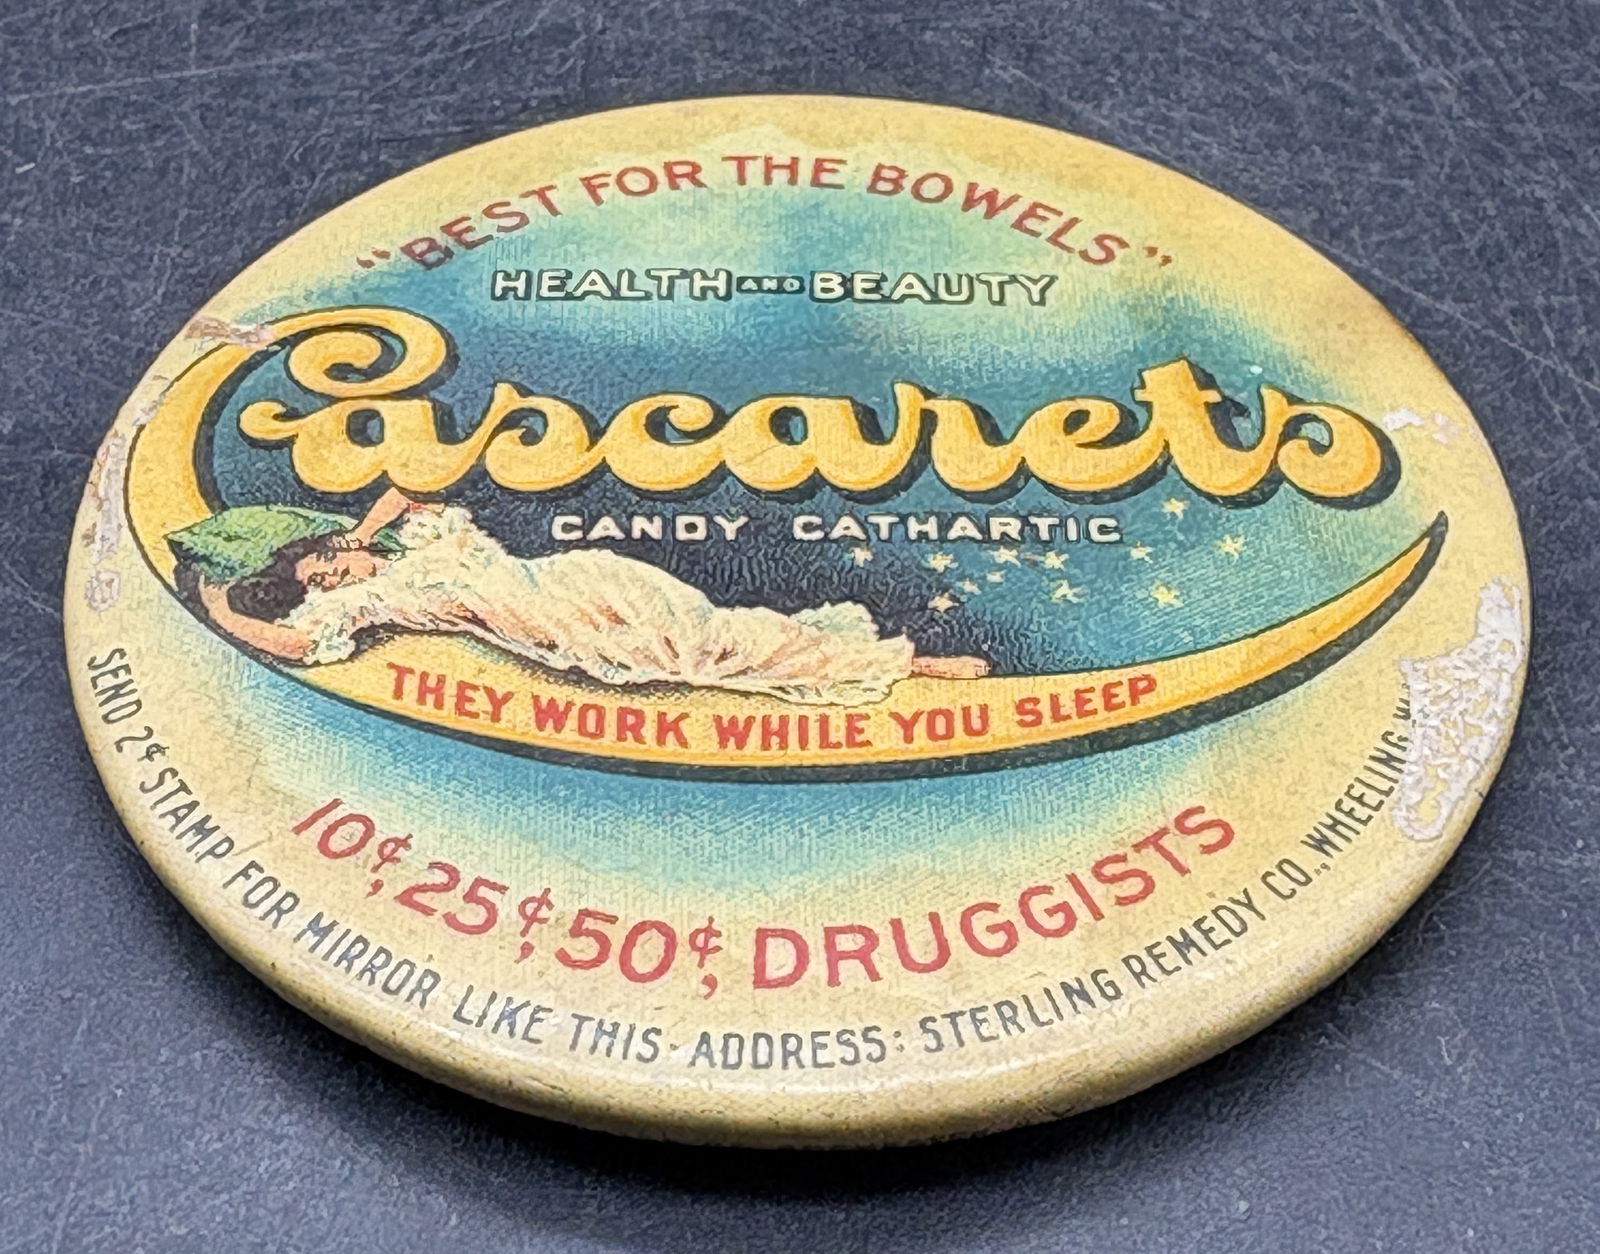 "BEST FOR THE BOWELS"
HEALTH AND BEAUTY
Cascarets
CANDY CATHARTIC
THEY WORK WHILE YOU SLEEP
10¢, 25¢, 50¢, DRUGGISTS
SEND 2¢ STAMP FOR MIRROR LIKE THIS · ADDRESS: STERLING REMEDY CO., WHEELING